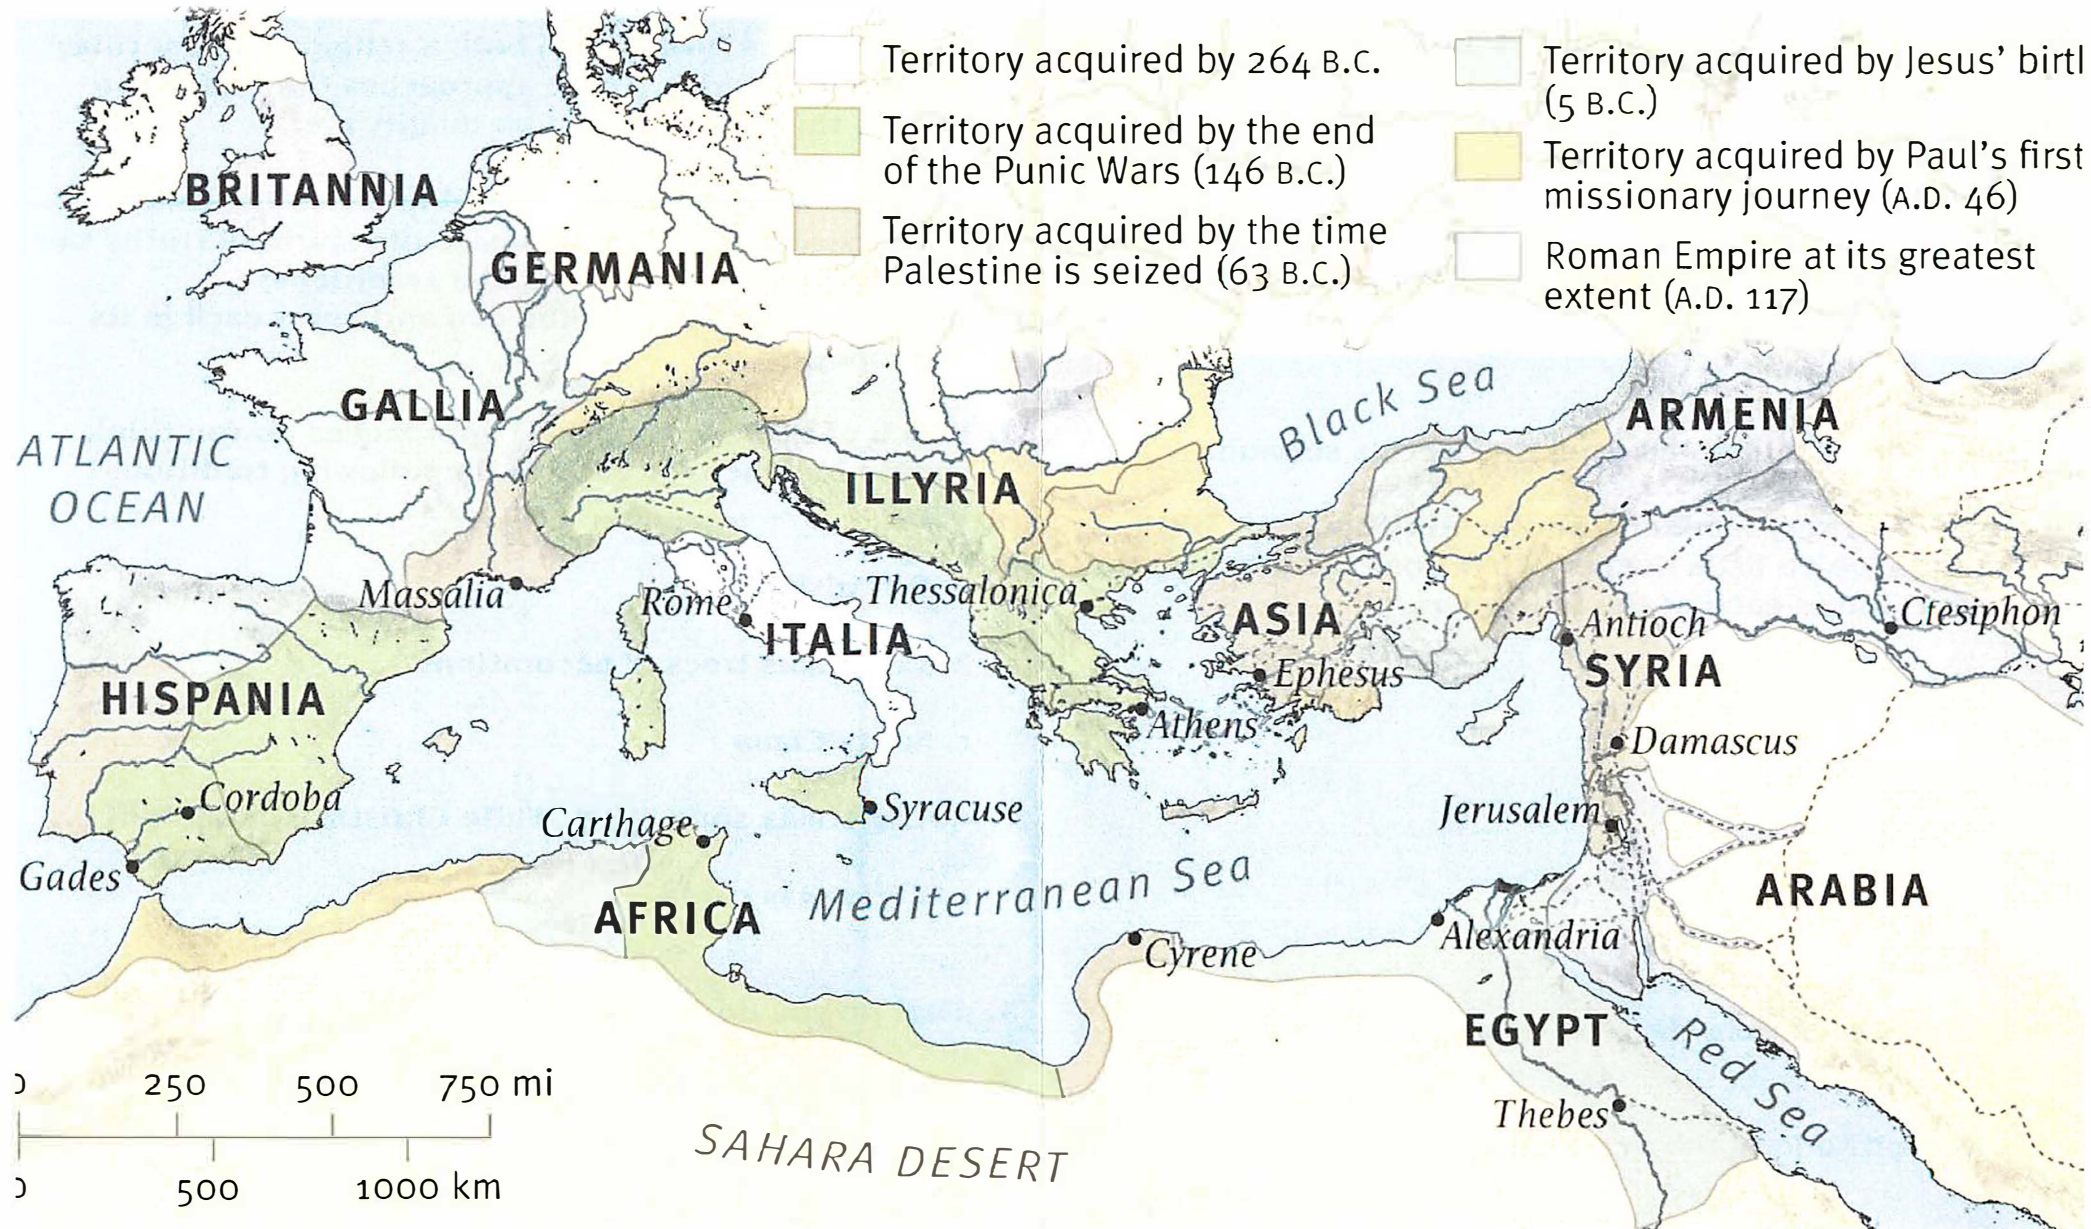 Territory acquired by 264 B.C.
Territory acquired by the end
of the Punic Wars (146 B.C.)
Territory acquired by the time
Palestine is seized (63 B.C.)
Territory acquired by Jesus’ birtl
(5 B.C.)
Territory acquired by Paul’s first
missionary journey (A.D. 46)
Roman Empire at its greatest
extent (A.D. 117)
BRITANNIA
GERMANIA
GALLIA
ATLANTIC
OCEAN
Black Sea
ARMENIA
ILLYRIA
Massalia
Rome
ITALIA
Thessalonica
ASIA
Ephesus
Antioch
SYRIA
Ctesiphon
HISPANIA
Athens
Damascus
Cordoba
Carthage
Syracuse
Jerusalem
Gades
AFRICA
Mediterranean Sea
ARABIA
Cyrene
Alexandria
EGYPT
Red Sea
Thebes
SAHARA DESERT
0 250 500 750 mi
0 500 1000 km